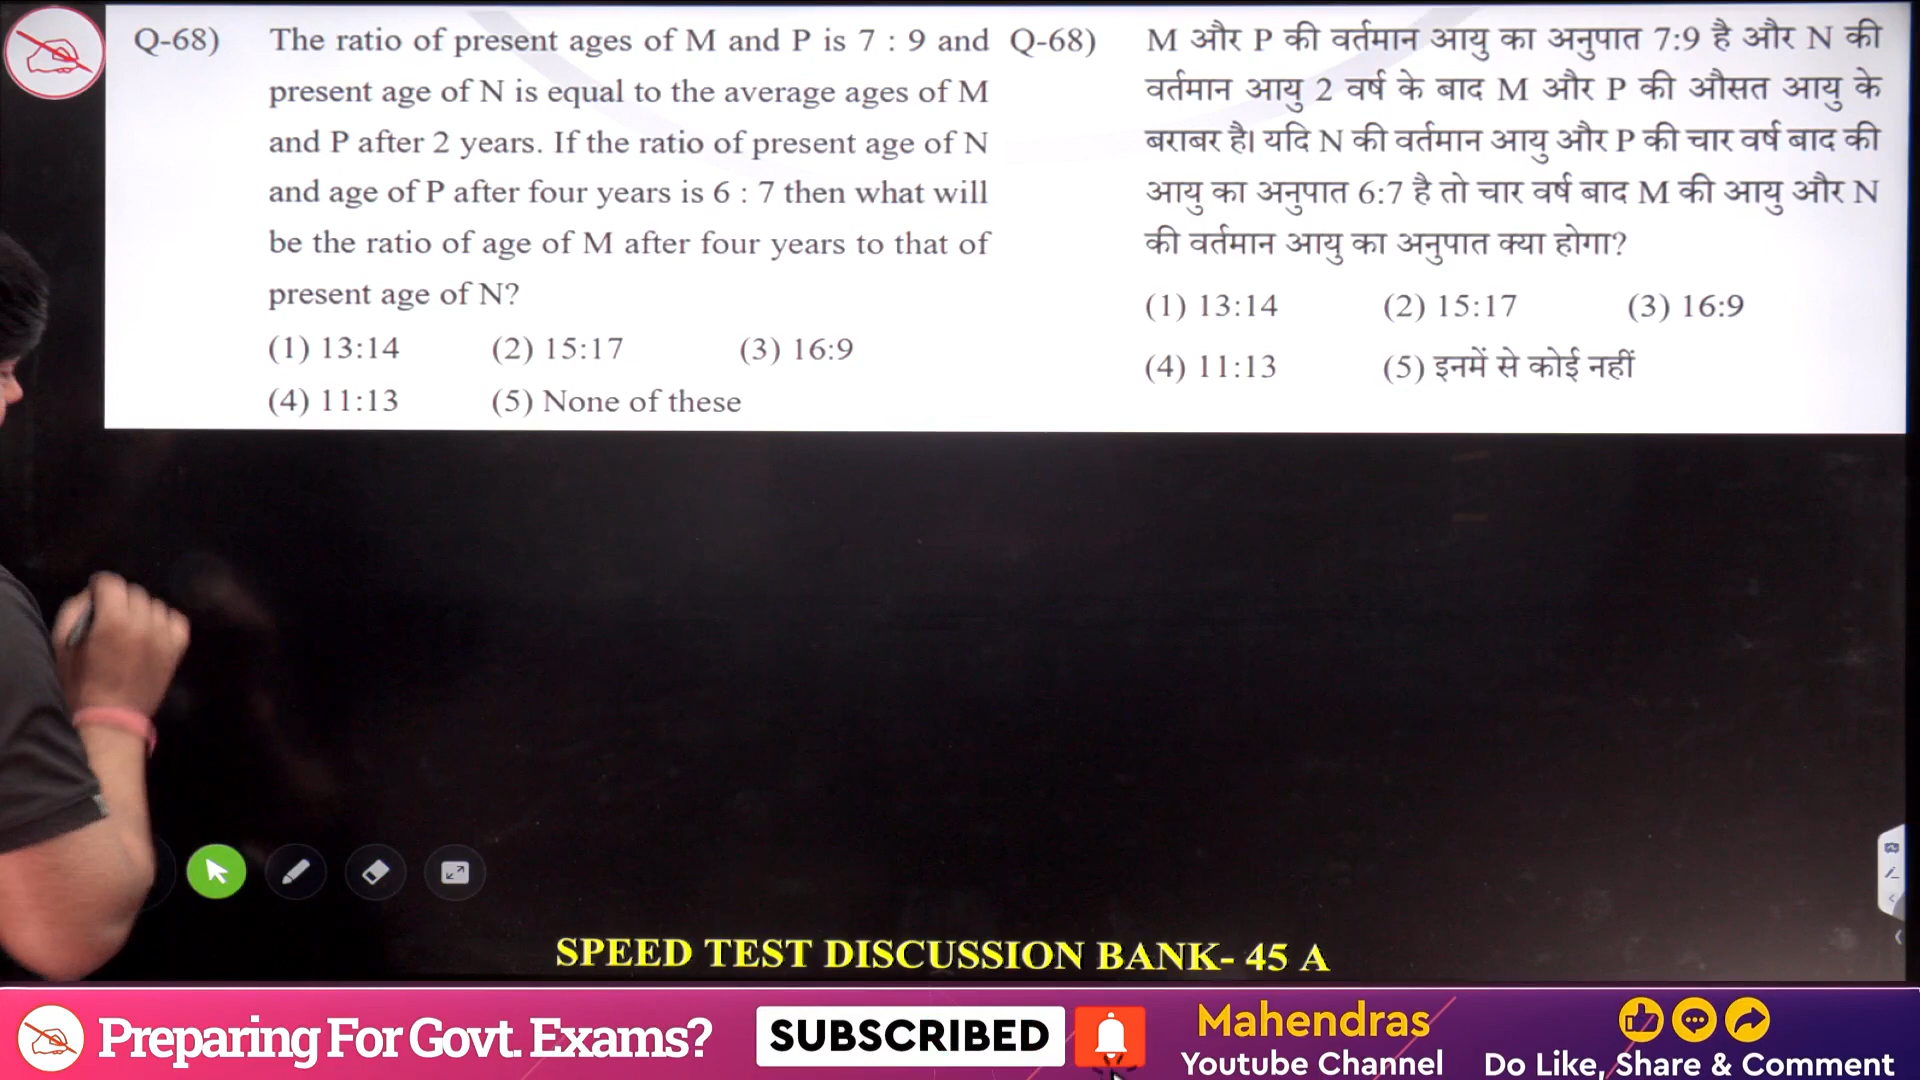 Q-68) The ratio of present ages of M and P is 7 : 9 and
present age of N is equal to the average ages of M
and P after 2 years. If the ratio of present age of N
and age of P after four years is 6 : 7 then what will
be the ratio of age of M after four years to that of
present age of N?
(1) 13:14 (2) 15:17 (3) 16:9
(4) 11:13 (5) None of these
Q-68) M और P की वर्तमान आयु का अनुपात 7:9 है और N की
वर्तमान आयु 2 वर्ष के बाद M और P की औसत आयु के
बराबर है। यदि N की वर्तमान आयु और P की चार वर्ष बाद की
आयु का अनुपात 6:7 है तो चार वर्ष बाद M की आयु और N
की वर्तमान आयु का अनुपात क्या होगा?
(1) 13:14 (2) 15:17 (3) 16:9
(4) 11:13 (5) इनमें से कोई नहीं
SPEED TEST DISCUSSION BANK- 45 A
Preparing For Govt. Exams?
SUBSCRIBED
Mahendras
Youtube Channel
Do Like, Share & Comment